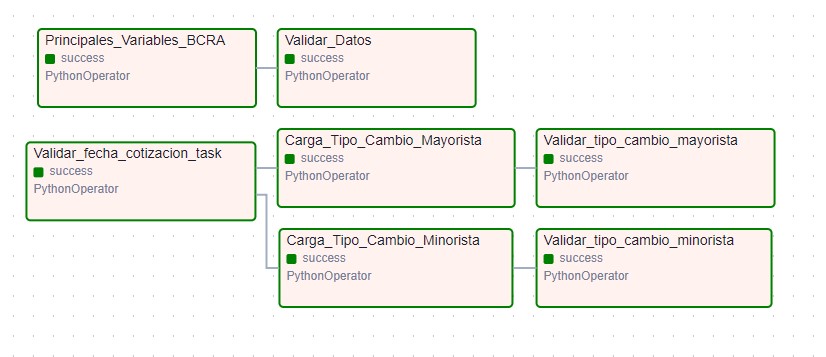 Principales_Variables_BCRA
success
PythonOperator
Validar_Datos
success
PythonOperator
Validar_fecha_cotizacion_task
success
PythonOperator
Carga_Tipo_Cambio_Mayorista
success
PythonOperator
Validar_tipo_cambio_mayorista
success
PythonOperator
Carga_Tipo_Cambio_Minorista
success
PythonOperator
Validar_tipo_cambio_minorista
success
PythonOperator